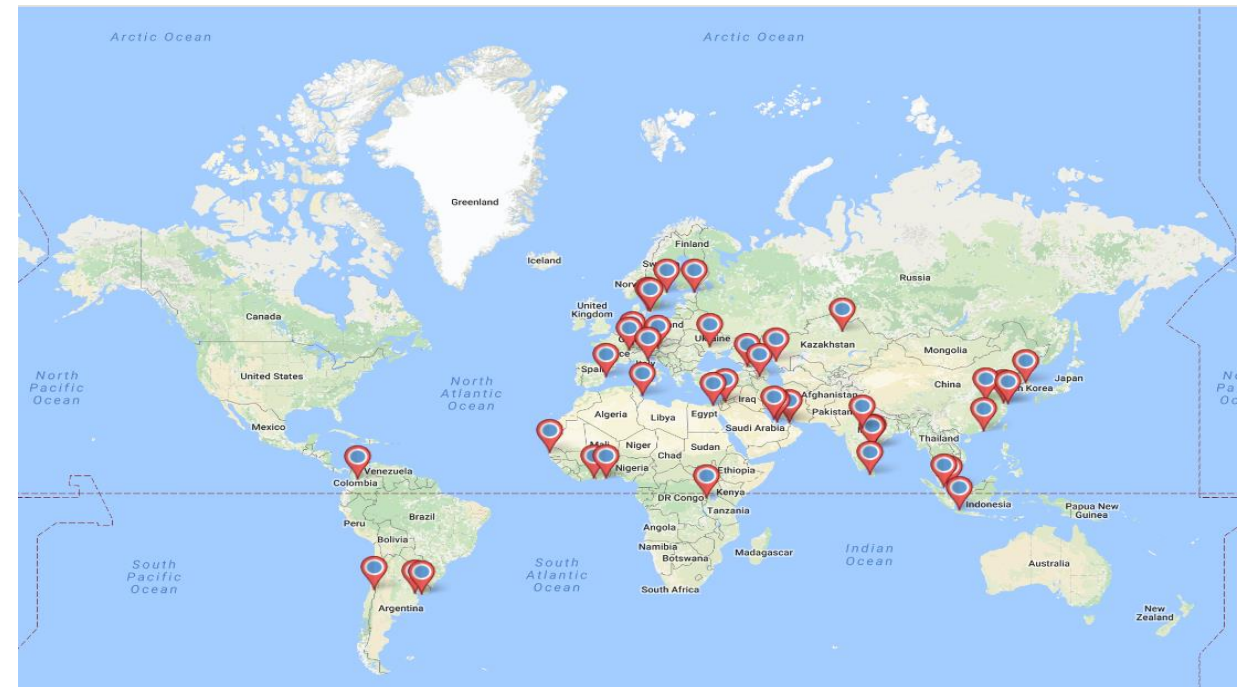 Arctic Ocean
Arctic Ocean
Greenland
Iceland
Finland
Russia
Canada
United
Kingdom
Kazakhstan
Mongolia
North
Pacific
Ocean
United States
North
Atlantic
Ocean
China
Japan
Mexico
Algeria
Libya
Egypt
Iraq
Afghanistan
Pakistan
Saudi Arabia
Mali
Niger
Chad
Sudan
Thailand
Venezuela
Colombia
Nigeria
Ethiopia
Kenya
DR Congo
Tanzania
Indonesia
Papua New
Guinea
Peru
Brazil
Bolivia
Angola
Namibia
Botswana
Madagascar
Indian
Ocean
South
Pacific
Ocean
South
Atlantic
Ocean
Australia
South Africa
Argentina
New
Zealand